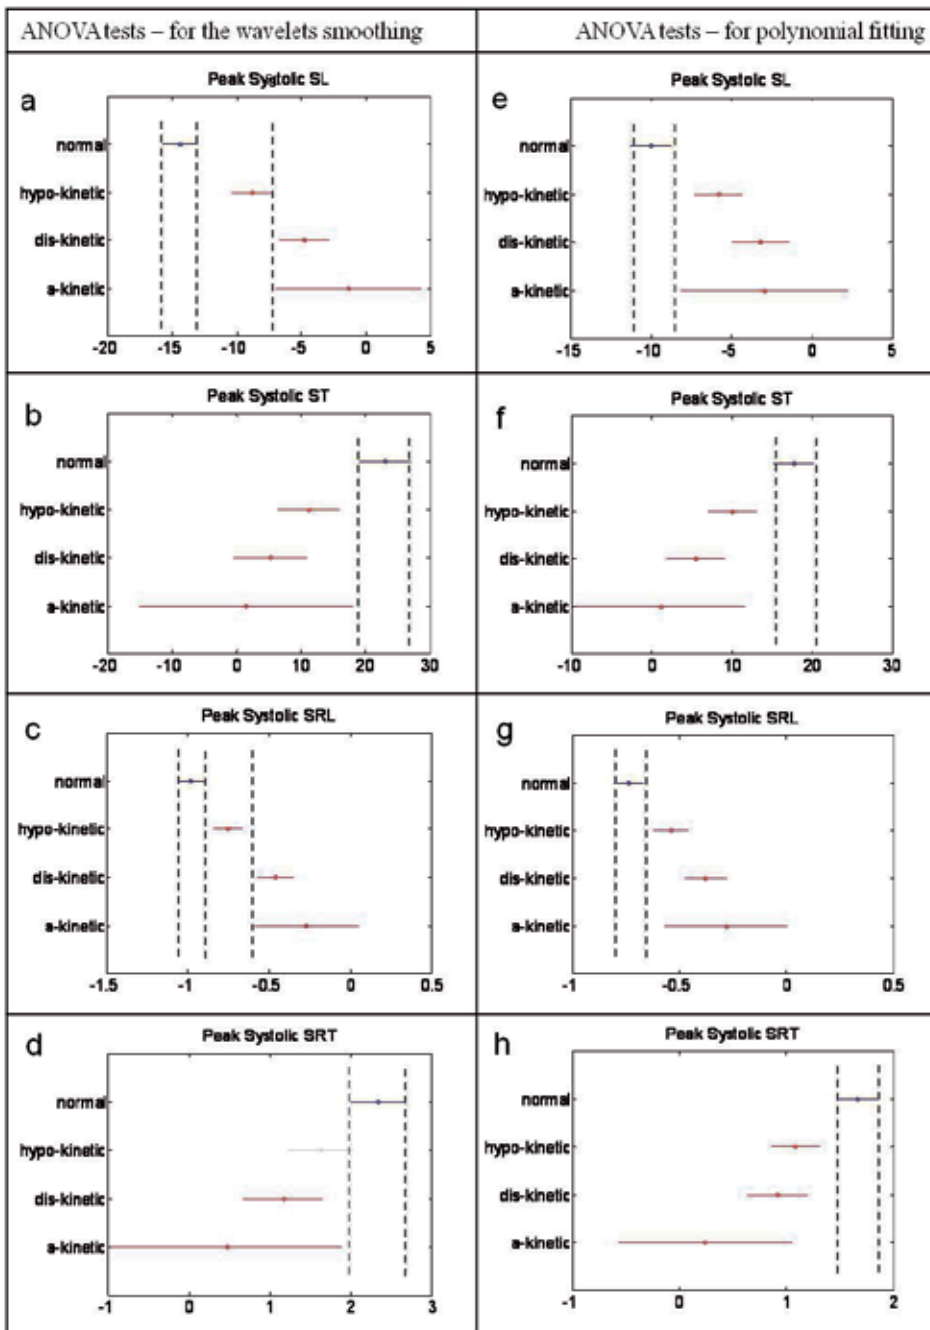 ANOVA tests – for the wavelets smoothing
ANOVA tests – for polynomial fitting
a
Peak Systolic SL
normal
hypo-kinetic
dis-kinetic
a-kinetic
-20 -15 -10 -5 0 5
e
Peak Systolic SL
normal
hypo-kinetic
dis-kinetic
a-kinetic
-15 -10 -5 0 5
b
Peak Systolic ST
normal
hypo-kinetic
dis-kinetic
a-kinetic
-20 -10 0 10 20 30
f
Peak Systolic ST
normal
hypo-kinetic
dis-kinetic
a-kinetic
-10 0 10 20 30
c
Peak Systolic SRL
normal
hypo-kinetic
dis-kinetic
a-kinetic
-1.5 -1 -0.5 0 0.5
g
Peak Systolic SRL
normal
hypo-kinetic
dis-kinetic
a-kinetic
-1 -0.5 0 0.5
d
Peak Systolic SRT
normal
hypo-kinetic
dis-kinetic
a-kinetic
-1 0 1 2 3
h
Peak Systolic SRT
normal
hypo-kinetic
dis-kinetic
a-kinetic
-1 0 1 2